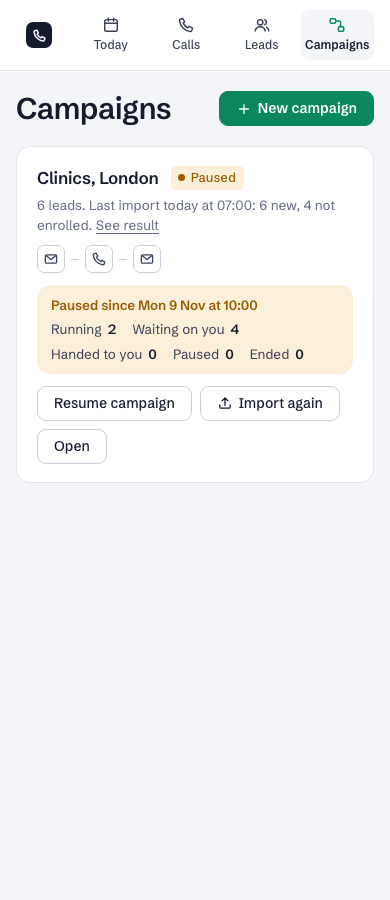 Today
Calls
Leads
Campaigns
Campaigns
New campaign
Clinics, London
Paused
6 leads. Last import today at 07:00: 6 new, 4 not
enrolled. See result
Paused since Mon 9 Nov at 10:00
Running 2 Waiting on you 4
Handed to you 0 Paused 0 Ended 0
Resume campaign
Import again
Open